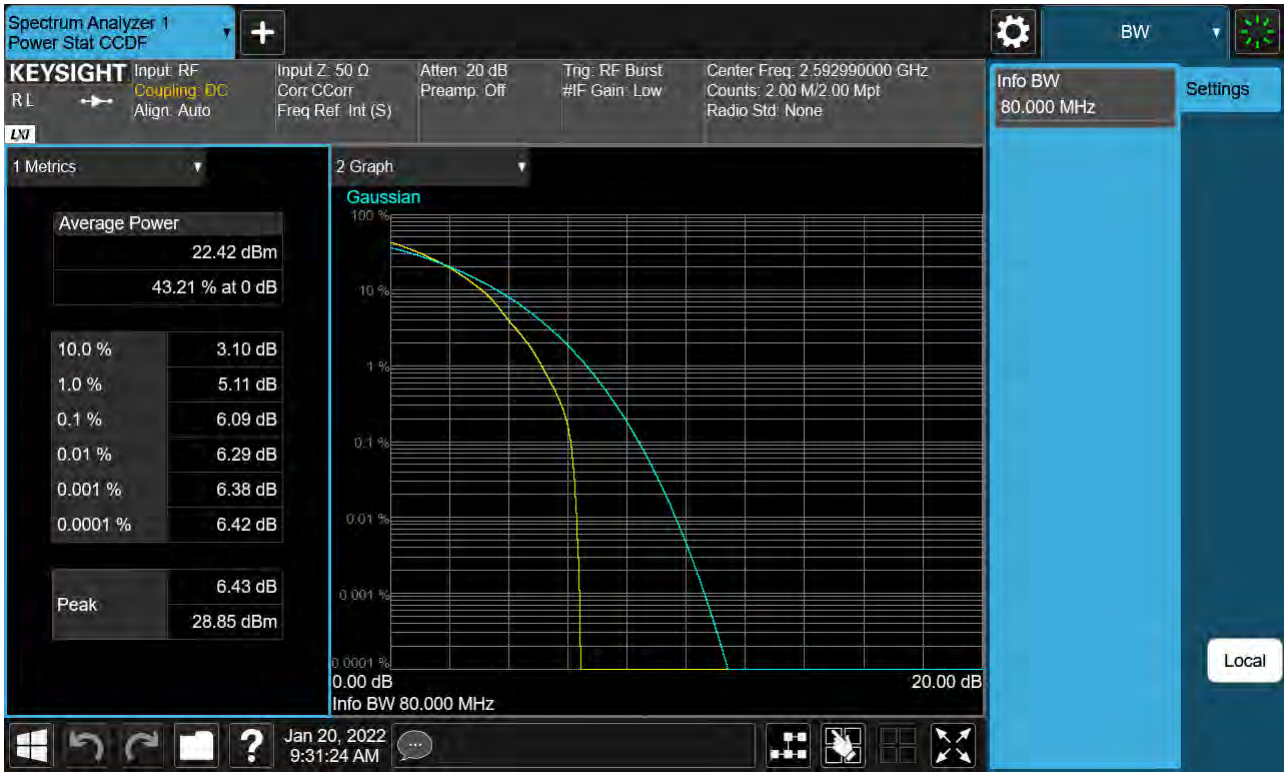 Spectrum Analyzer 1
Power Stat CCDF
+
BW
KEYSIGHT
RL
LXI
Input: RF
Coupling: DC
Align: Auto
Input Z: 50 Ω
Corr CCorr
Freq Ref: Int (S)
Atten: 20 dB
Preamp: Off
Trig: RF Burst
#IF Gain: Low
Center Freq: 2.592990000 GHz
Counts: 2.00 M/2.00 Mpt
Radio Std: None
Info BW
80.000 MHz
Settings
1 Metrics
Average Power
22.42 dBm
43.21 % at 0 dB
10.0 % 3.10 dB
1.0 % 5.11 dB
0.1 % 6.09 dB
0.01 % 6.29 dB
0.001 % 6.38 dB
0.0001 % 6.42 dB
Peak
6.43 dB
28.85 dBm
2 Graph
Gaussian
100 %
10 %
1 %
0.1 %
0.01 %
0.001 %
0.0001 %
0.00 dB 20.00 dB
Info BW 80.000 MHz
Local
?
Jan 20, 2022
9:31:24 AM